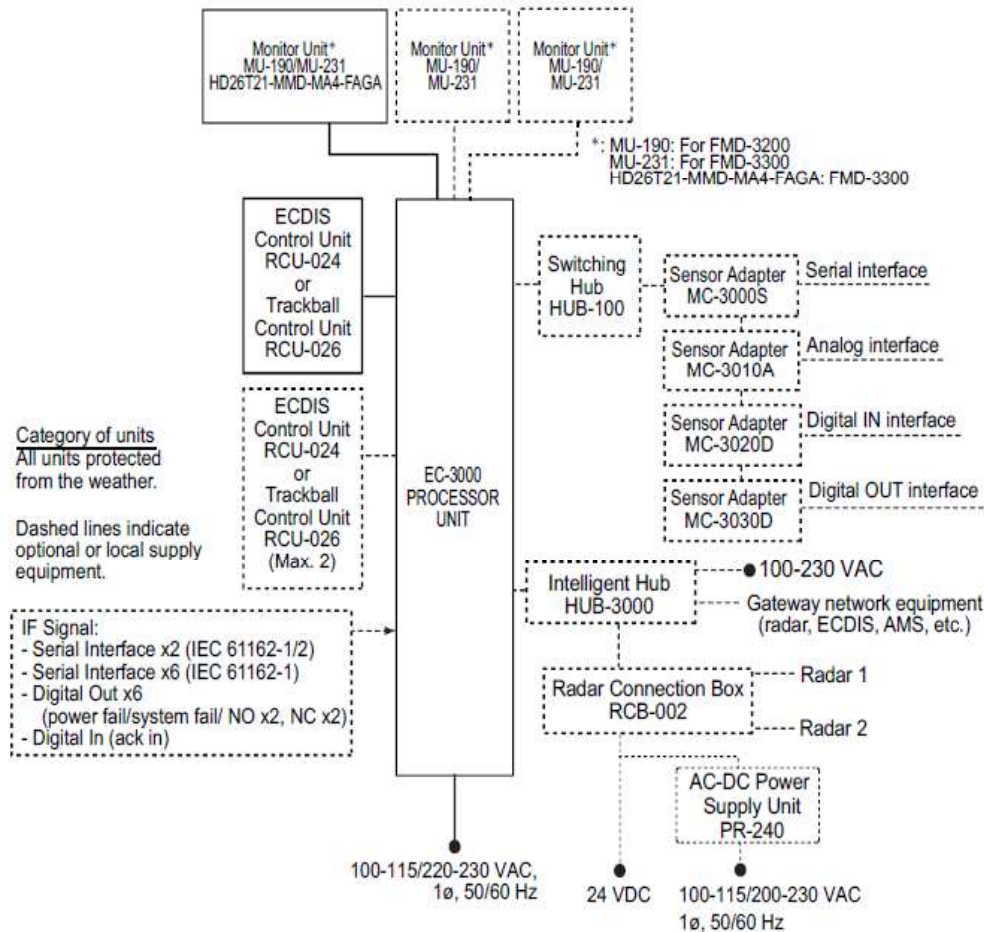 Monitor Unit*
MU-190/MU-231
HD26T21-MMD-MA4-FAGA
Monitor Unit*
MU-190/
MU-231
Monitor Unit*
MU-190/
MU-231
*: MU-190: For FMD-3200
MU-231: For FMD-3300
HD26T21-MMD-MA4-FAGA: FMD-3300
ECDIS
Control Unit
RCU-024
or
Trackball
Control Unit
RCU-026
ECDIS
Control Unit
RCU-024
or
Trackball
Control Unit
RCU-026
(Max. 2)
Category of units
All units protected
from the weather.
Dashed lines indicate
optional or local supply
equipment.
IF Signal:
- Serial Interface x2 (IEC 61162-1/2)
- Serial Interface x6 (IEC 61162-1)
- Digital Out x6
(power fail/system fail/ NO x2, NC x2)
- Digital In (ack in)
EC-3000
PROCESSOR
UNIT
100-115/220-230 VAC,
1ø, 50/60 Hz
Switching
Hub
HUB-100
Sensor Adapter
MC-3000S
Serial interface
Sensor Adapter
MC-3010A
Analog interface
Sensor Adapter
MC-3020D
Digital IN interface
Sensor Adapter
MC-3030D
Digital OUT interface
Intelligent Hub
HUB-3000
100-230 VAC
Gateway network equipment
(radar, ECDIS, AMS, etc.)
Radar Connection Box
RCB-002
Radar 1
Radar 2
AC-DC Power
Supply Unit
PR-240
24 VDC
100-115/200-230 VAC
1ø, 50/60 Hz